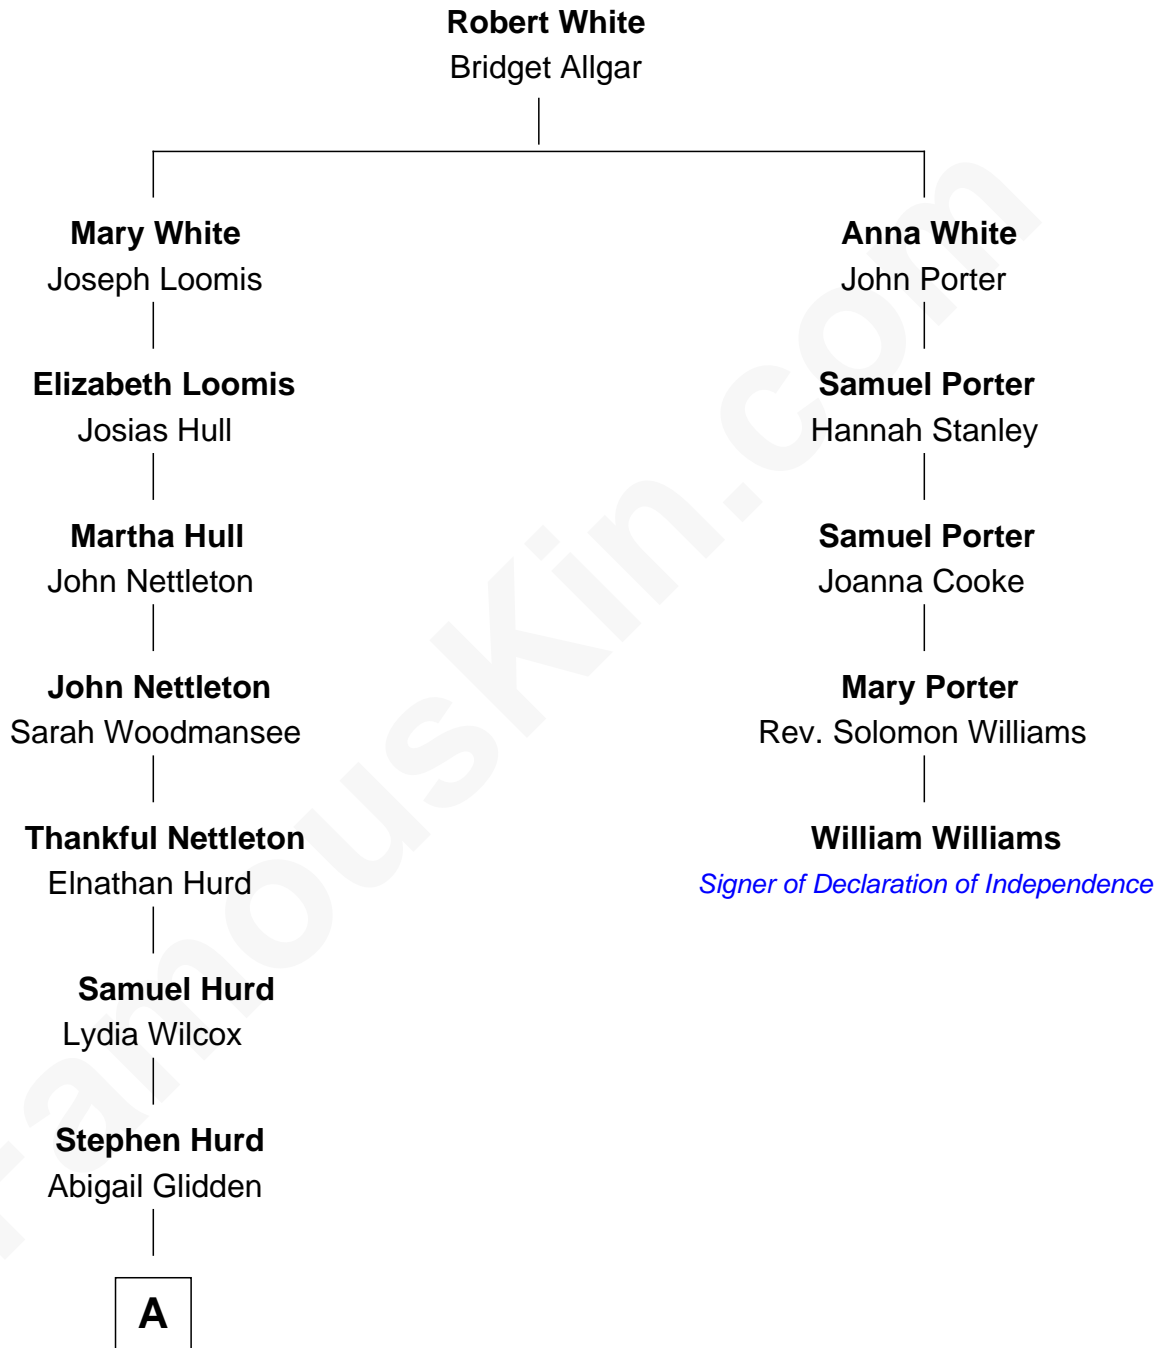 Robert White
Bridget Allgar
Mary White
Joseph Loomis
Anna White
John Porter
Elizabeth Loomis
Josias Hull
Samuel Porter
Hannah Stanley
Martha Hull
John Nettleton
Samuel Porter
Joanna Cooke
John Nettleton
Sarah Woodmansee
Mary Porter
Rev. Solomon Williams
Thankful Nettleton
Elnathan Hurd
William Williams
Signer of Declaration of Independence
Samuel Hurd
Lydia Wilcox
Stephen Hurd
Abigail Glidden
A
FamousKin.com